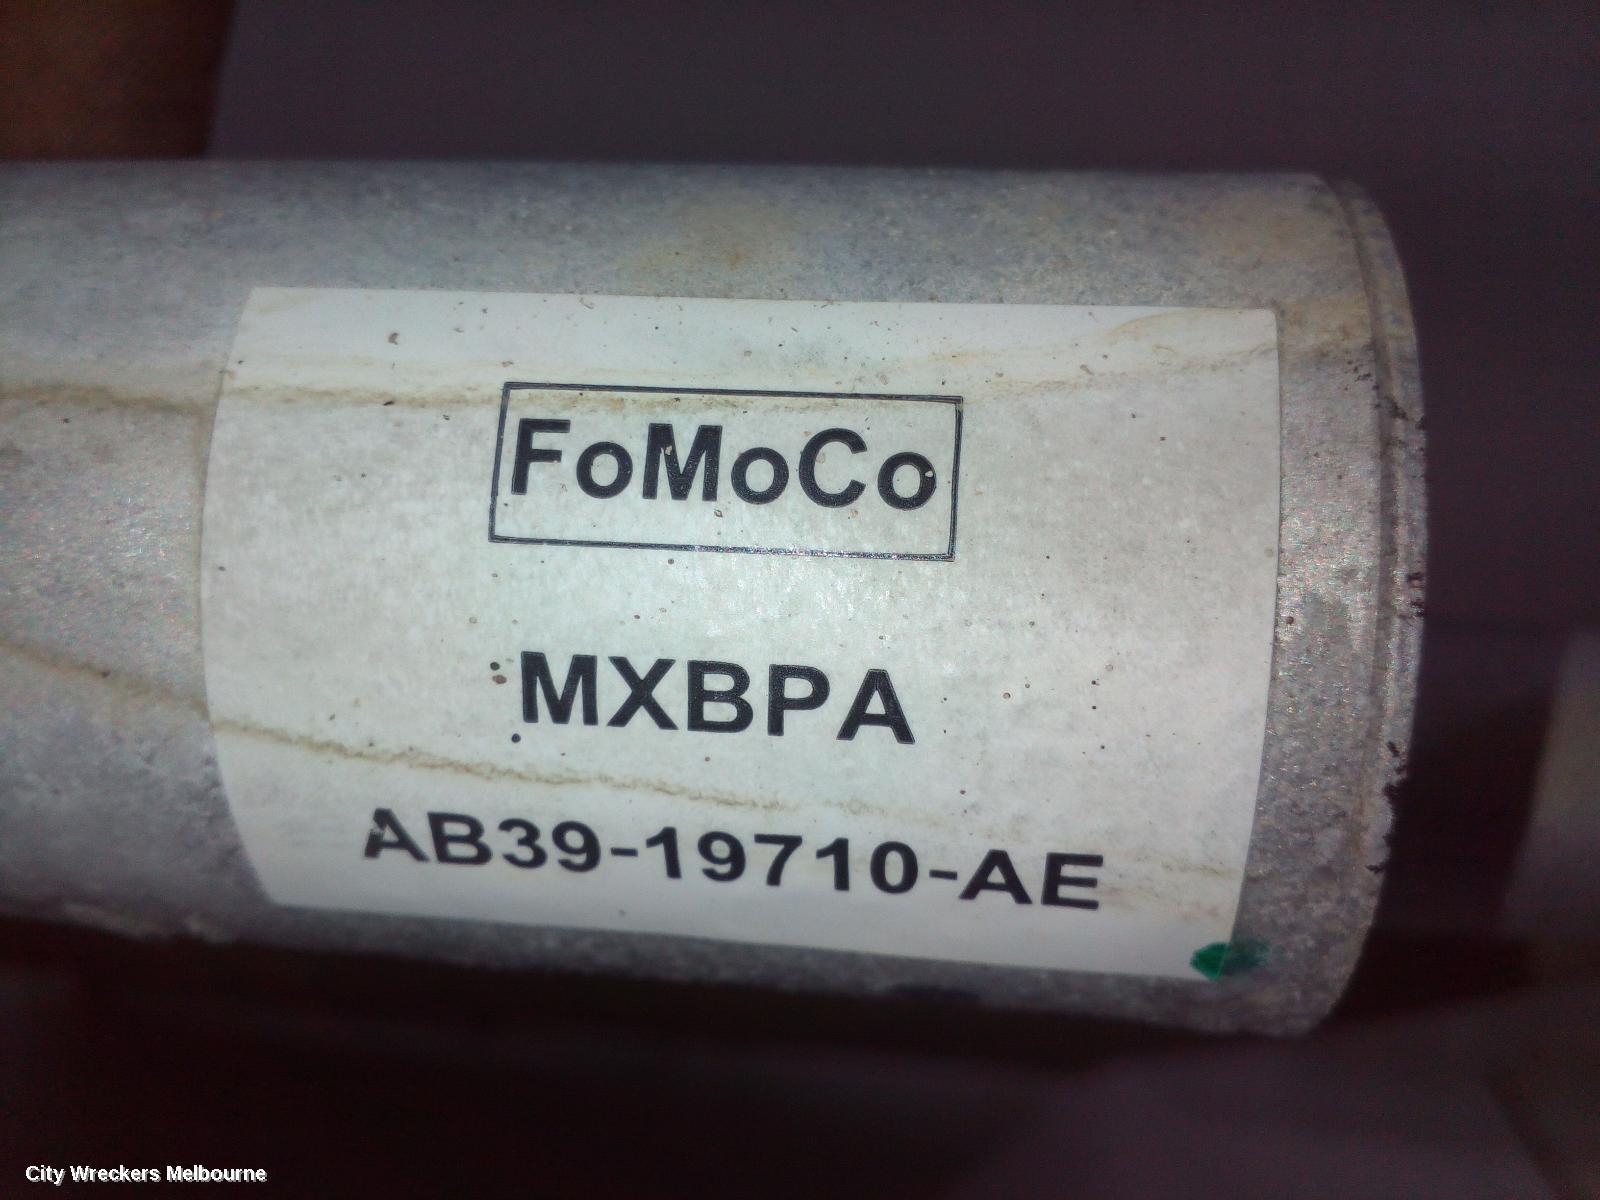 FoMoCo
MXBPA
AB39-19710-AE
City Wreckers Melbourne